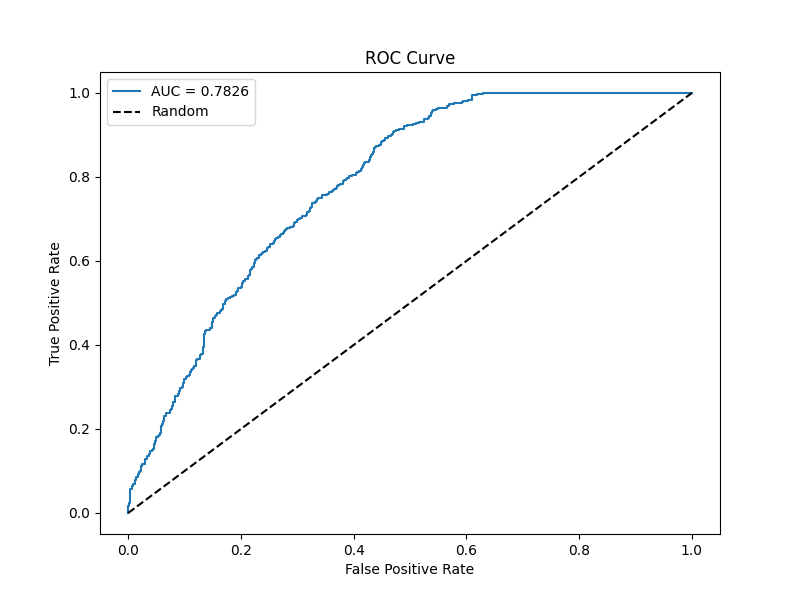 ROC Curve
AUC = 0.7826
Random
True Positive Rate
1.0
0.8
0.6
0.4
0.2
0.0
0.0 0.2 0.4 0.6 0.8 1.0
False Positive Rate